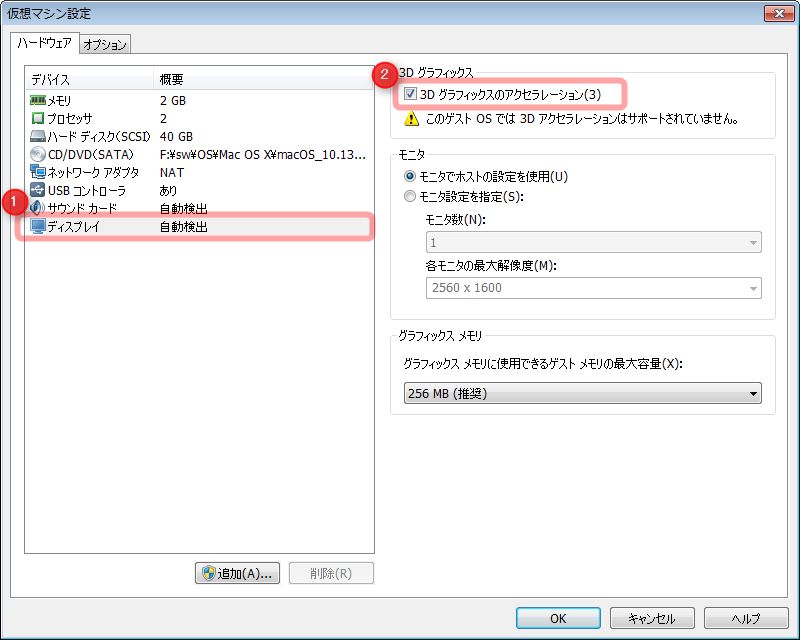 仮想マシン設定
ハードウェア オプション
デバイス 概要
メモリ 2 GB
プロセッサ 2
ハード ディスク(SCSI) 40 GB
CD/DVD(SATA) F:¥sw¥OS¥Mac OS X¥macOS_10.13...
ネットワーク アダプタ NAT
USB コントローラ あり
1
サウンド カード 自動検出
ディスプレイ 自動検出
追加(A)... 削除(R)
2
3D グラフィックス
3D グラフィックスのアクセラレーション(3)
このゲスト OS では 3D アクセラレーションはサポートされていません。
モニタ
モニタでホストの設定を使用(U)
モニタ設定を指定(S):
モニタ数(N):
1
各モニタの最大解像度(M):
2560 x 1600
グラフィックス メモリ
グラフィックス メモリに使用できるゲスト メモリの最大容量(X):
256 MB (推奨)
OK キャンセル ヘルプ